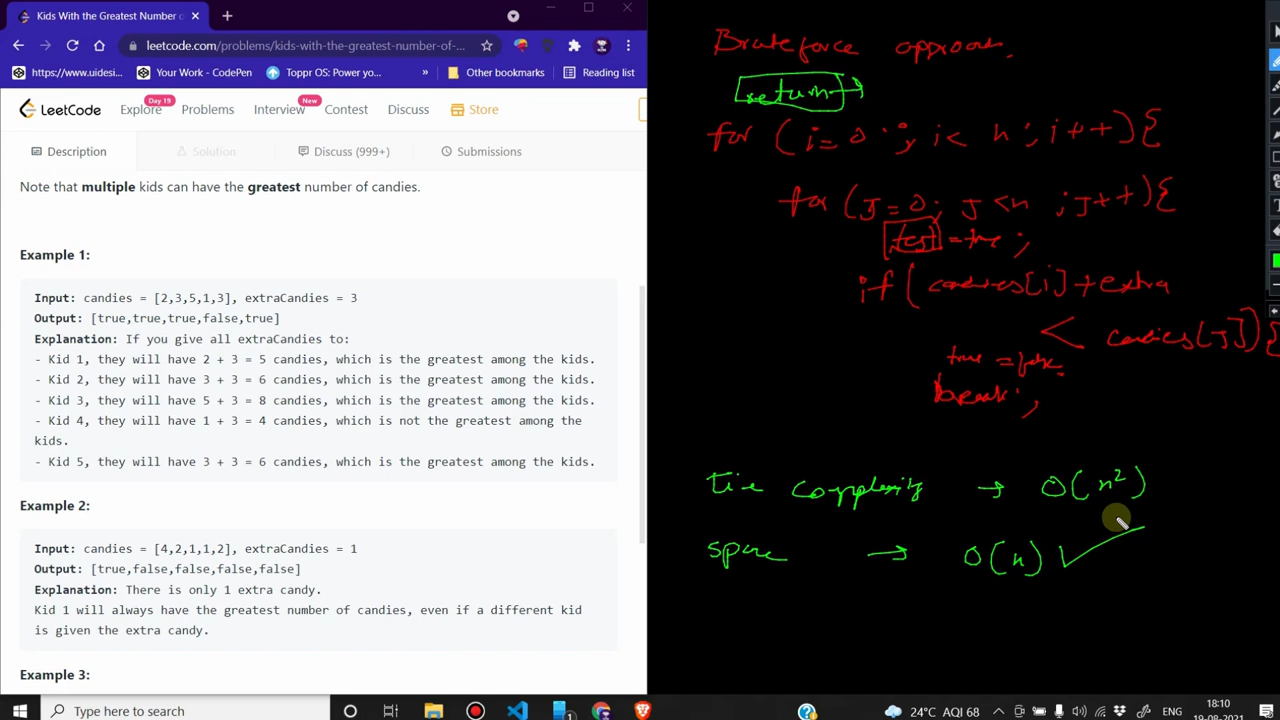 Kids With the Greatest Number o
leetcode.com/problems/kids-with-the-greatest-number-of-...
https://www.uidesi...
Your Work - CodePen
Toppr OS: Power yo...
»
Other bookmarks
Reading list
LeetCode
Explore
Day 19
Problems
Interview
New
Contest
Discuss
Store
Description
Solution
Discuss (999+)
Submissions
Note that multiple kids can have the greatest number of candies.
Example 1:
Input: candies = [2,3,5,1,3], extraCandies = 3
Output: [true,true,true,false,true]
Explanation: If you give all extraCandies to:
- Kid 1, they will have 2 + 3 = 5 candies, which is the greatest among the kids.
- Kid 2, they will have 3 + 3 = 6 candies, which is the greatest among the kids.
- Kid 3, they will have 5 + 3 = 8 candies, which is the greatest among the kids.
- Kid 4, they will have 1 + 3 = 4 candies, which is not the greatest among the
kids.
- Kid 5, they will have 3 + 3 = 6 candies, which is the greatest among the kids.
Example 2:
Input: candies = [4,2,1,1,2], extraCandies = 1
Output: [true,false,false,false,false]
Explanation: There is only 1 extra candy.
Kid 1 will always have the greatest number of candies, even if a different kid
is given the extra candy.
Example 3:
Bruteforce approach.
return →
for (i=0; i< n; i++){
for (J=0; J<n ;J++){
test = true ;
if (candies[i]+extra
< candies[J]){
true = false.
break;
time complexity → O(n²)
space → O(n) ✓
Type here to search
24°C AQI 68
ENG
18:10
19-08-2021